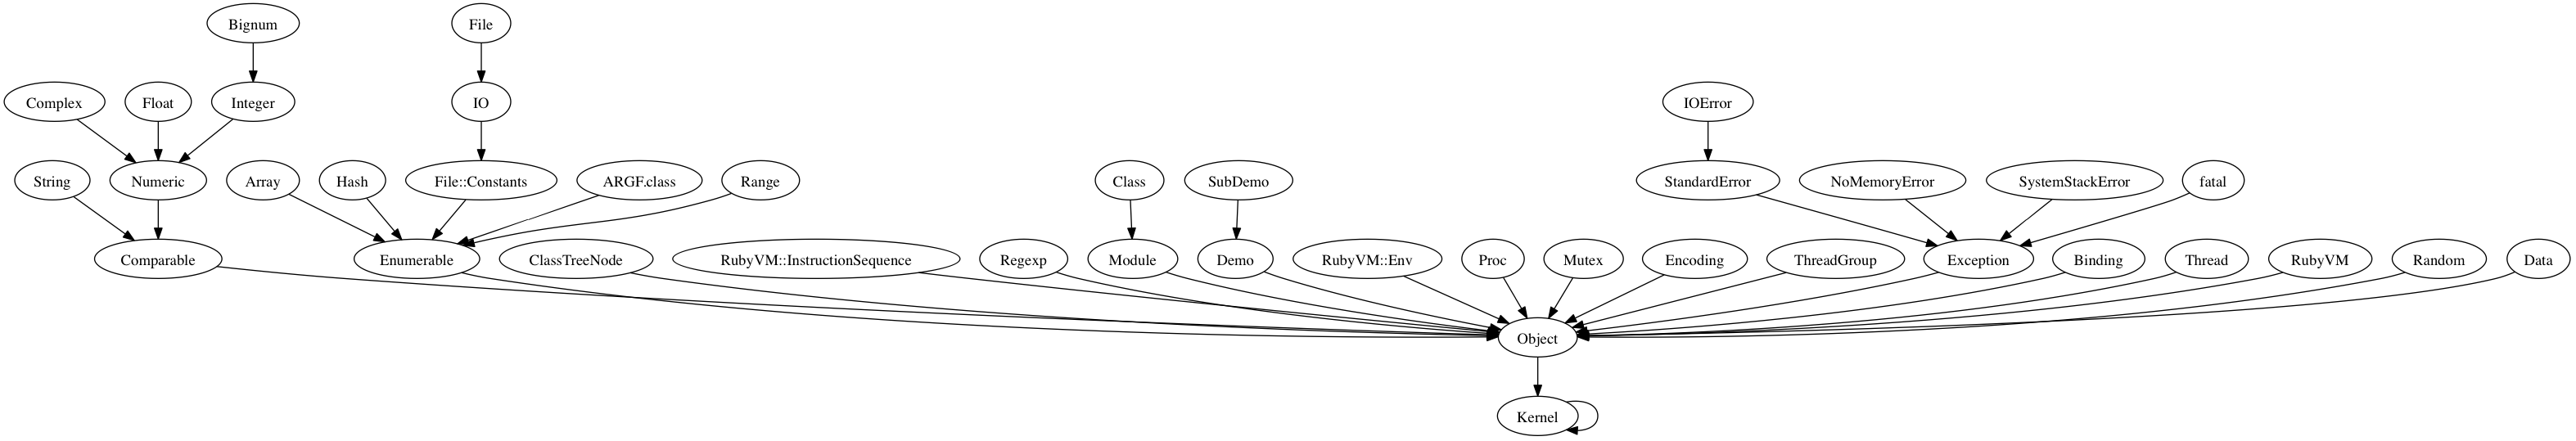 Bignum
File
Complex
Float
Integer
IO
IOError
String
Numeric
Array
Hash
File::Constants
ARGF.class
Range
Class
SubDemo
StandardError
NoMemoryError
SystemStackError
fatal
Comparable
Enumerable
ClassTreeNode
RubyVM::InstructionSequence
Regexp
Module
Demo
RubyVM::Env
Proc
Mutex
Encoding
ThreadGroup
Exception
Binding
Thread
RubyVM
Random
Data
Object
Kernel